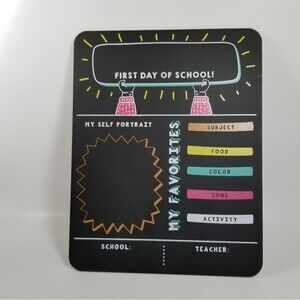 FIRST DAY OF SCHOOL!
MY SELF PORTRAIT
MY FAVORITES
SUBJECT
FOOD
COLOR
SONG
ACTIVITY
SCHOOL:
TEACHER: